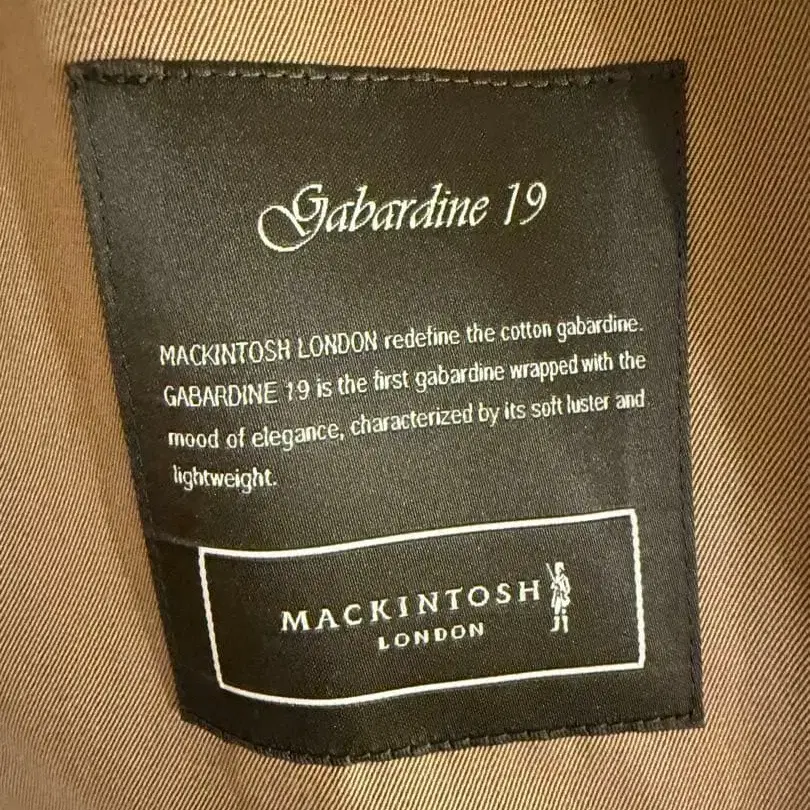 Gabardine 19
MACKINTOSH LONDON redefine the cotton gabardine.
GABARDINE 19 is the first gabardine wrapped with the
mood of elegance, characterized by its soft luster and
lightweight.
MACKINTOSH
LONDON